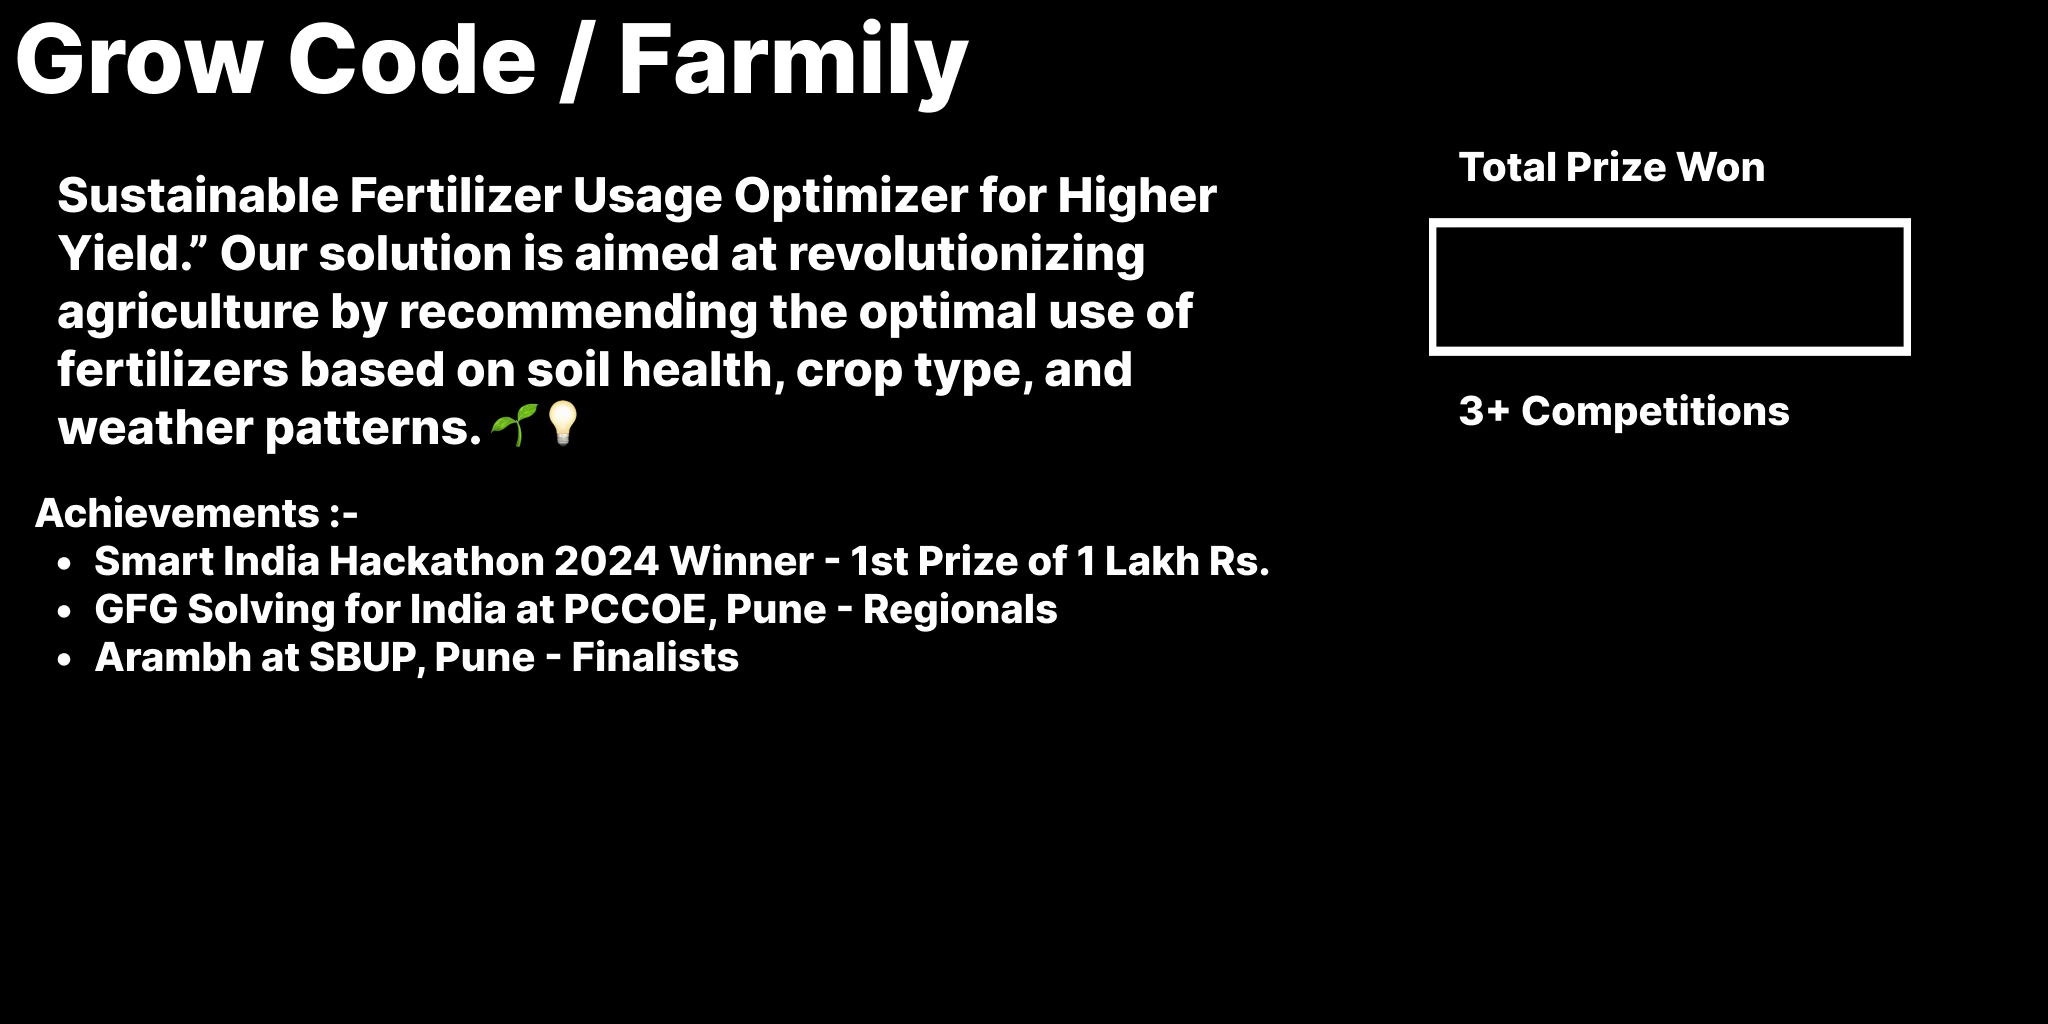 Grow Code / Farmily
Sustainable Fertilizer Usage Optimizer for Higher
Yield.” Our solution is aimed at revolutionizing
agriculture by recommending the optimal use of
fertilizers based on soil health, crop type, and
weather patterns. 🌱💡
Total Prize Won
3+ Competitions
Achievements :-
• Smart India Hackathon 2024 Winner - 1st Prize of 1 Lakh Rs.
• GFG Solving for India at PCCOE, Pune - Regionals
• Arambh at SBUP, Pune - Finalists